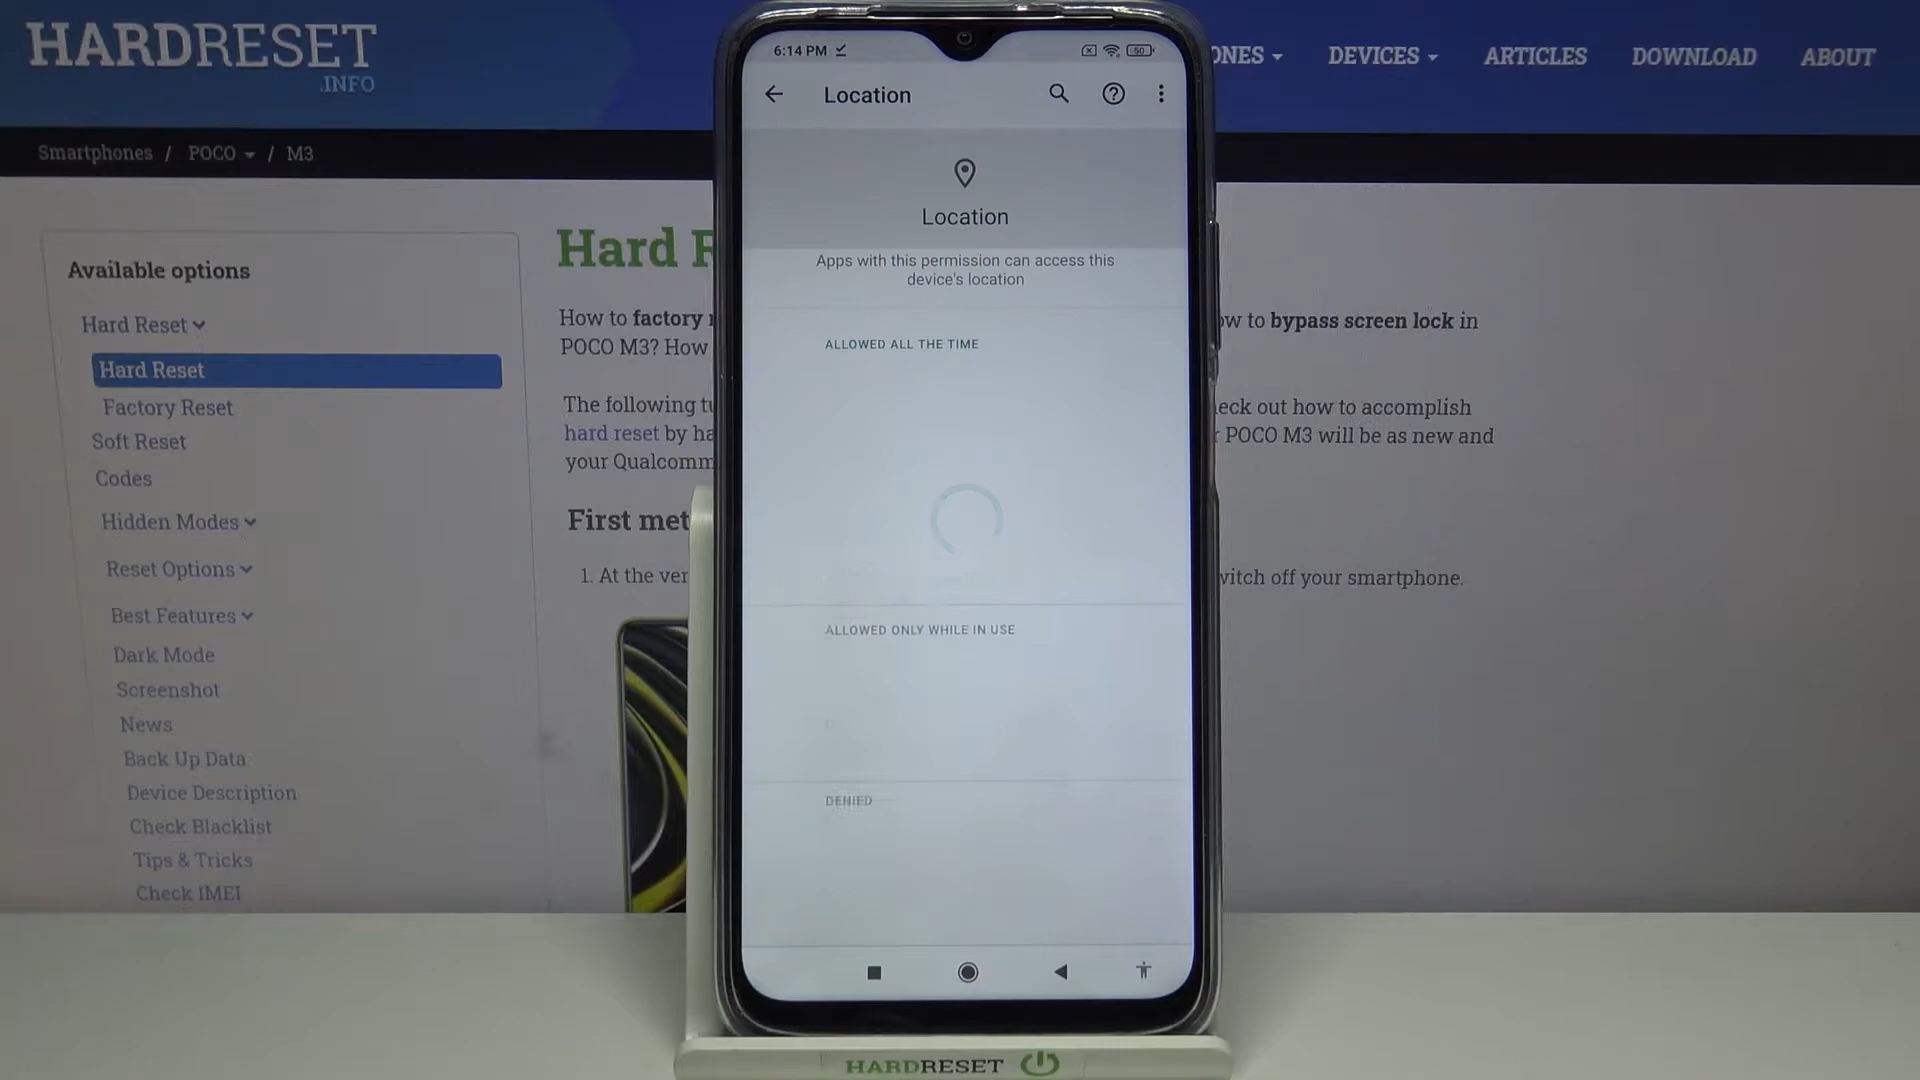 HARDRESET
.INFO
ONES
DEVICES
ARTICLES
DOWNLOAD
ABOUT
Smartphones / POCO / M3
Available options
Hard Reset
Hard Reset
Factory Reset
Soft Reset
Codes
Hidden Modes
Reset Options
Best Features
Dark Mode
Screenshot
News
Back Up Data
Device Description
Check Blacklist
Tips & Tricks
Check IMEI
Hard R
How to factory
POCO M3? How
The following tu
hard reset by ha
your Qualcomm
First met
1. At the ver
ow to bypass screen lock in
eck out how to accomplish
r POCO M3 will be as new and
witch off your smartphone.
6:14 PM
50
Location
Location
Apps with this permission can access this
device's location
ALLOWED ALL THE TIME
ALLOWED ONLY WHILE IN USE
C
DENIED
HARDRESET